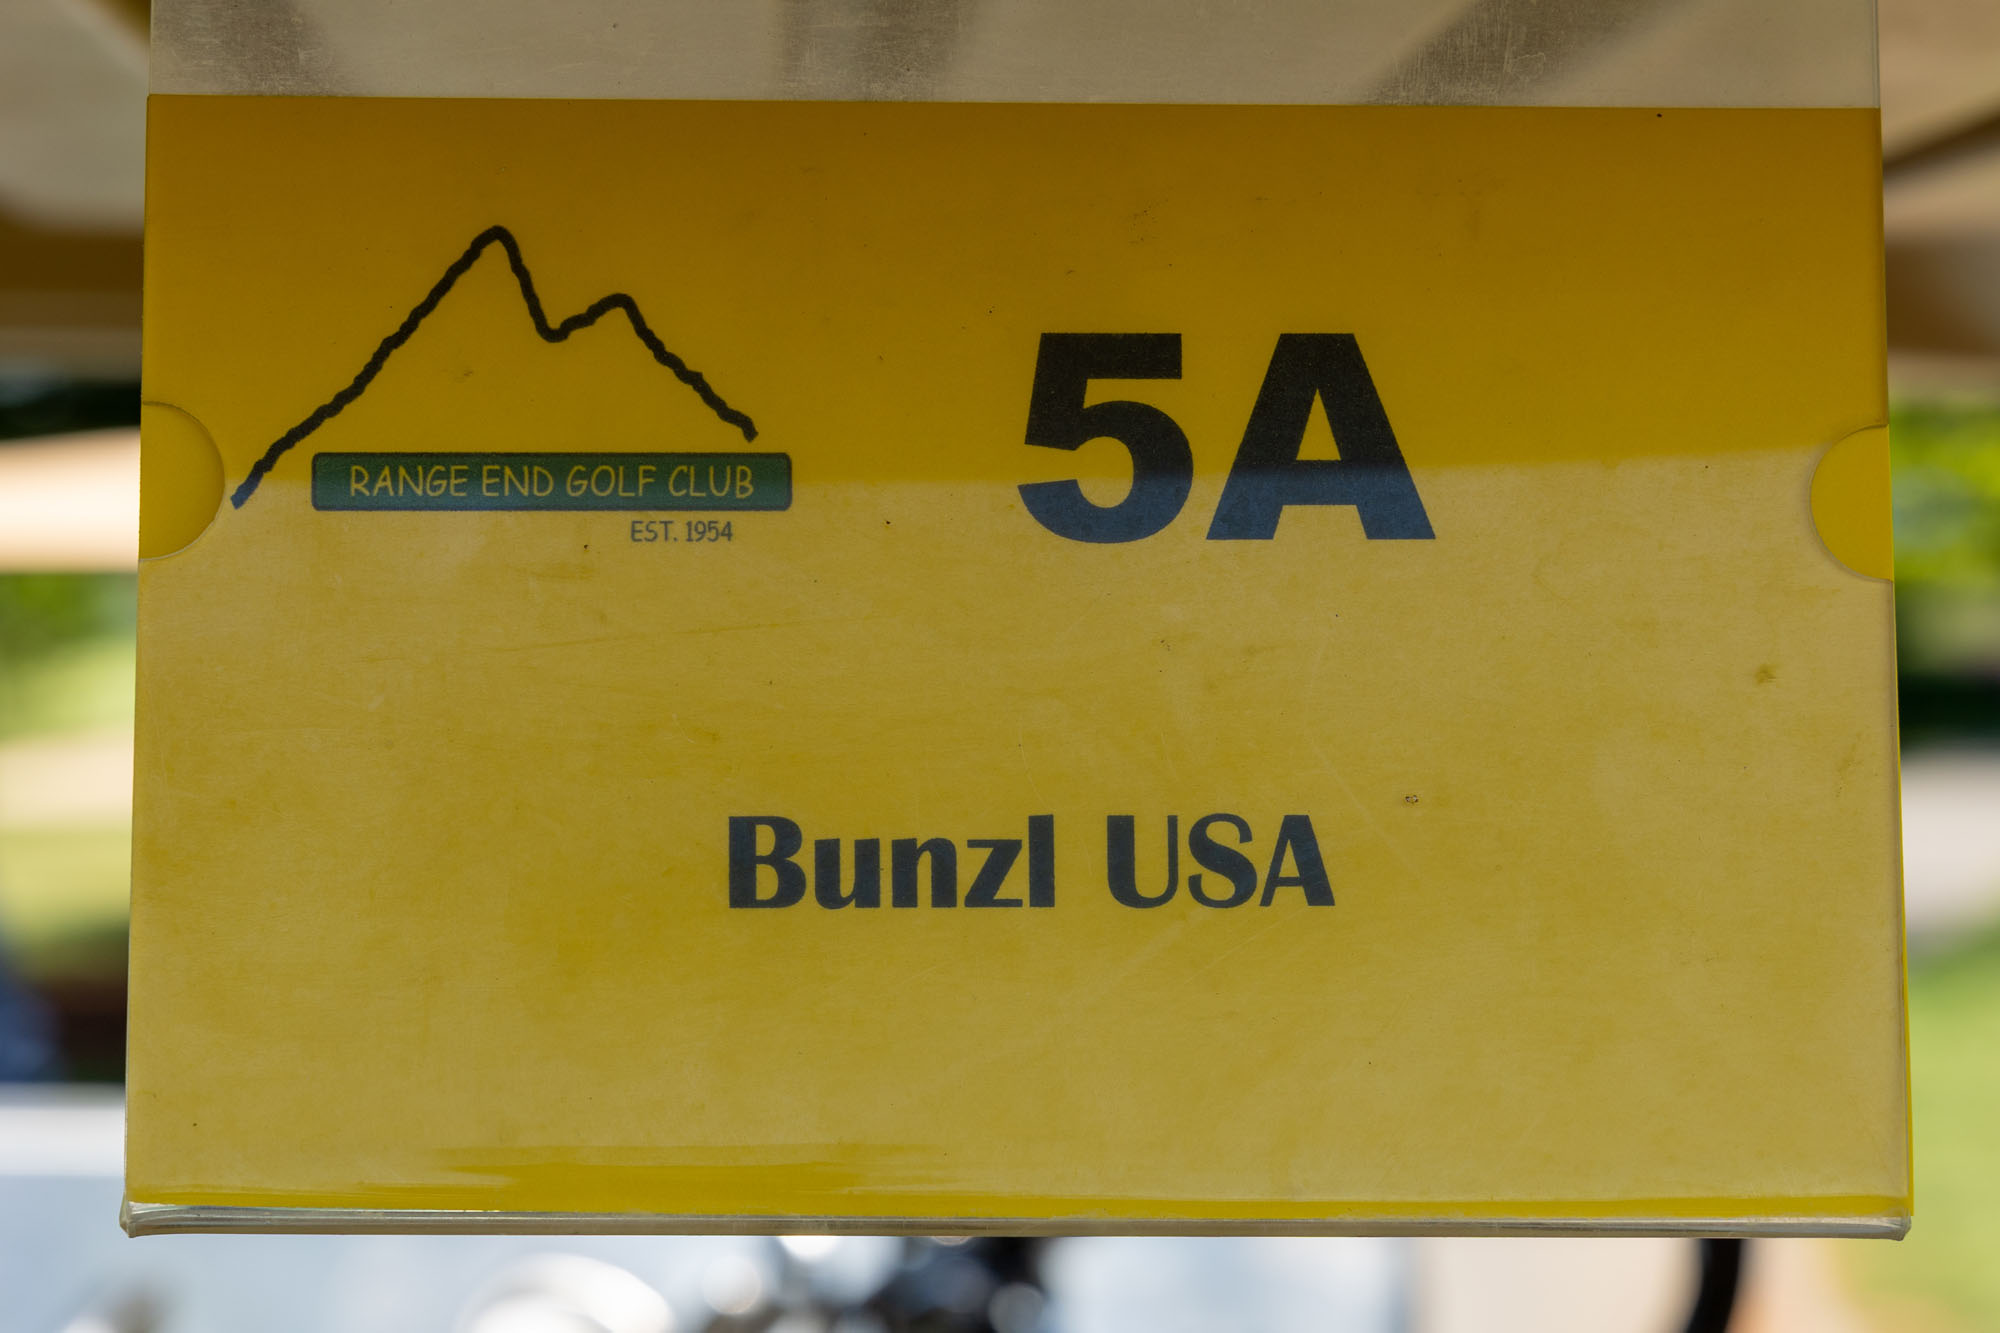 5A
RANGE END GOLF CLUB
EST. 1954
Bunzl USA